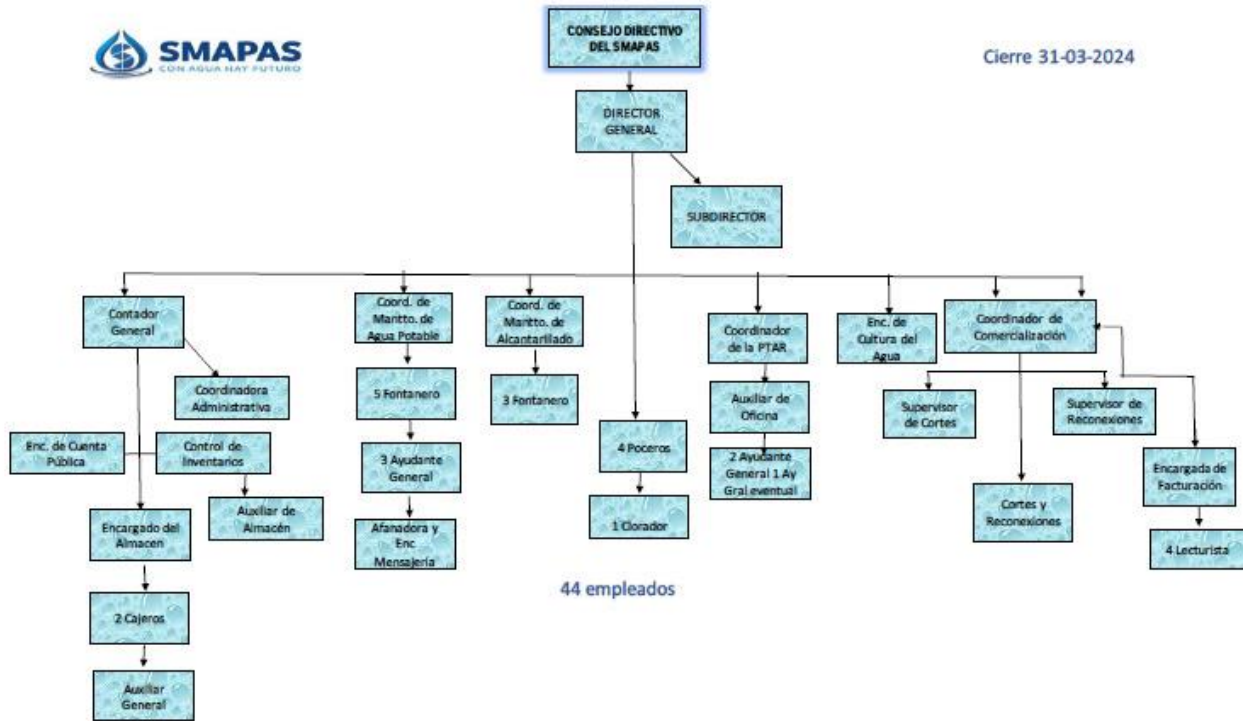 CONSEJO DIRECTIVO
DEL SMAPAS
SMAPAS
CON AGUA HAY FUTURO
Cierre 31-03-2024
DIRECTOR
GENERAL
SUBDIRECTOR
Contador
General
Coord. de
Mantto. de
Agua Potable
Coord. de
Mantto. de
Alcantarillado
Coordinador
de la PTAR
Enc. de
Cultura del
Agua
Coordinador de
Comercialización
Coordinadora
Administrativa
5 Fontanero
3 Fontanero
Auxiliar de
Oficina
Supervisor
de Cortes
Supervisor de
Reconexiones
Enc. de Cuenta
Pública
Control de
Inventarios
3 Ayudante
General
4 Poceros
2 Ayudante
General 1 Ay
Gral eventual
Encargada de
Facturación
Auxiliar de
Almacén
Cortes y
Reconexiones
Encargado del
Almacen
Afanadora y
Enc
Mensajería
1 Clorador
4 Lecturista
44 empleados
2 Cajeros
Auxiliar
General